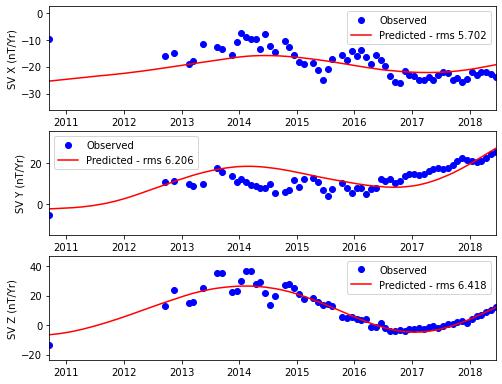 0
−10
−20
−30
SV X (nT/Yr)
Observed
Predicted - rms 5.702
2011 2012 2013 2014 2015 2016 2017 2018
20
0
SV Y (nT/Yr)
Observed
Predicted - rms 6.206
2011 2012 2013 2014 2015 2016 2017 2018
40
20
0
−20
SV Z (nT/Yr)
Observed
Predicted - rms 6.418
2011 2012 2013 2014 2015 2016 2017 2018